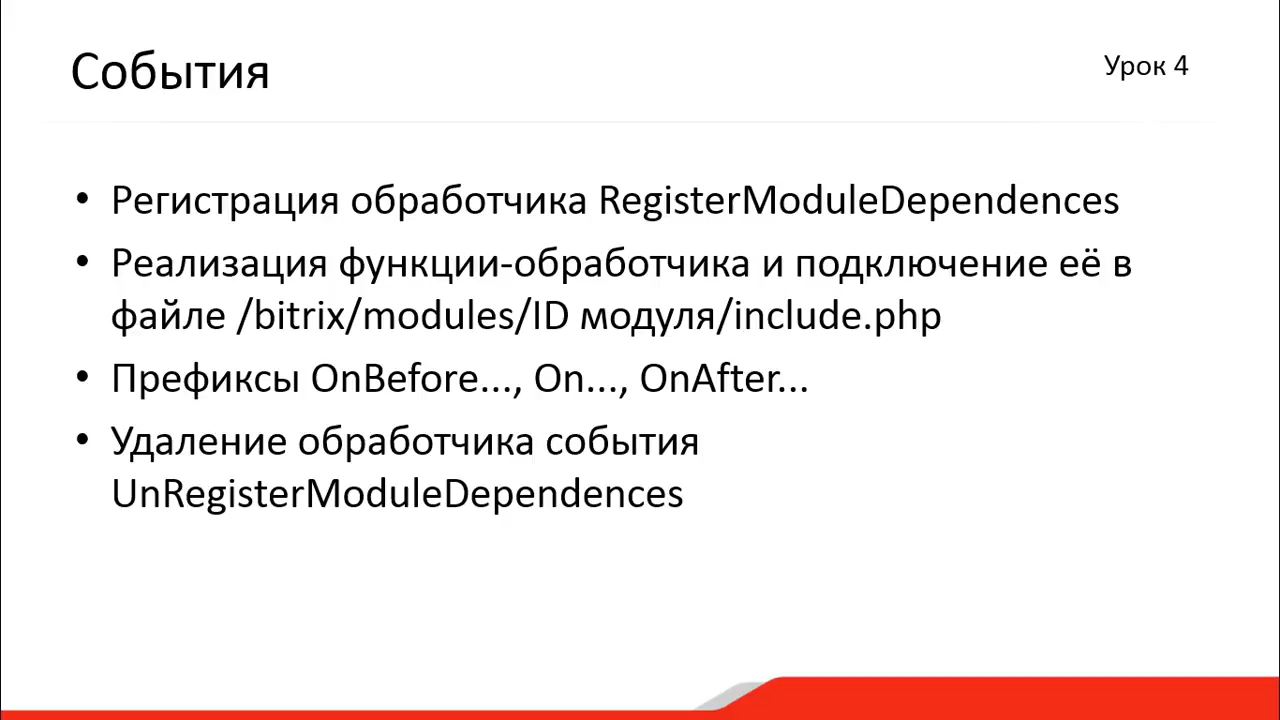 События
Урок 4
• Регистрация обработчика RegisterModuleDependences
• Реализация функции-обработчика и подключение её в
файле /bitrix/modules/ID модуля/include.php
• Префиксы OnBefore..., On..., OnAfter...
• Удаление обработчика события
UnRegisterModuleDependences